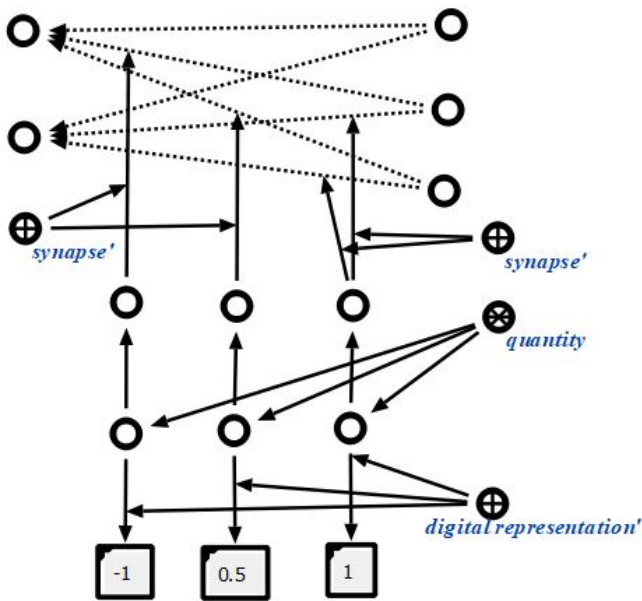 synapse'
synapse'
quantity
digital representation'
-1
0.5
1